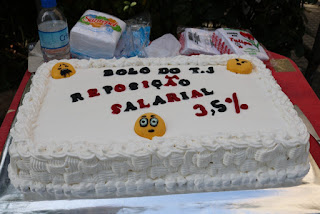 BOLO DO T.J
REPOSIÇÃO
SALARIAL 3,5%